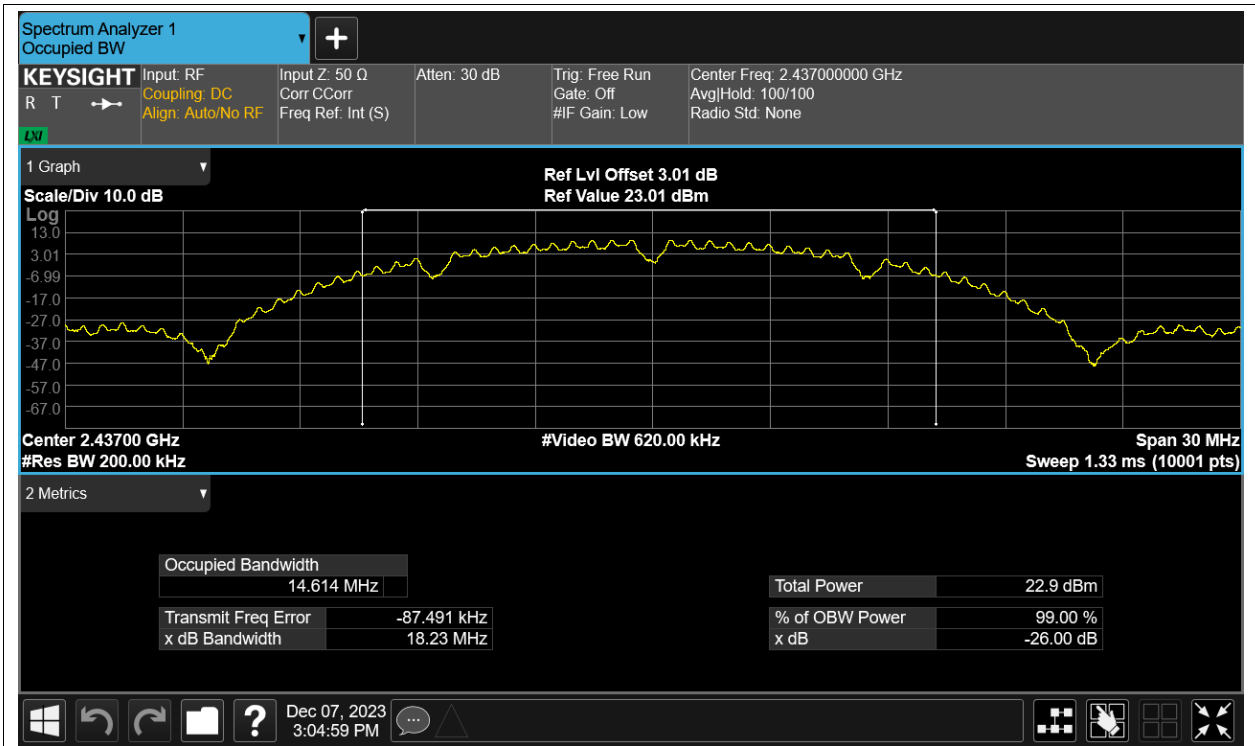 Spectrum Analyzer 1
Occupied BW
KEYSIGHT
R T
LXI
Input: RF
Coupling: DC
Align: Auto/No RF
Input Z: 50 Ω
Corr CCorr
Freq Ref: Int (S)
Atten: 30 dB
Trig: Free Run
Gate: Off
#IF Gain: Low
Center Freq: 2.437000000 GHz
Avg|Hold: 100/100
Radio Std: None
1 Graph
Scale/Div 10.0 dB
Ref Lvl Offset 3.01 dB
Ref Value 23.01 dBm
Log
13.0
3.01
-6.99
-17.0
-27.0
-37.0
-47.0
-57.0
-67.0
Center 2.43700 GHz
#Video BW 620.00 kHz
Span 30 MHz
#Res BW 200.00 kHz
Sweep 1.33 ms (10001 pts)
2 Metrics
Occupied Bandwidth
14.614 MHz
Total Power 22.9 dBm
Transmit Freq Error -87.491 kHz
% of OBW Power 99.00 %
x dB Bandwidth 18.23 MHz
x dB -26.00 dB
?
Dec 07, 2023
3:04:59 PM